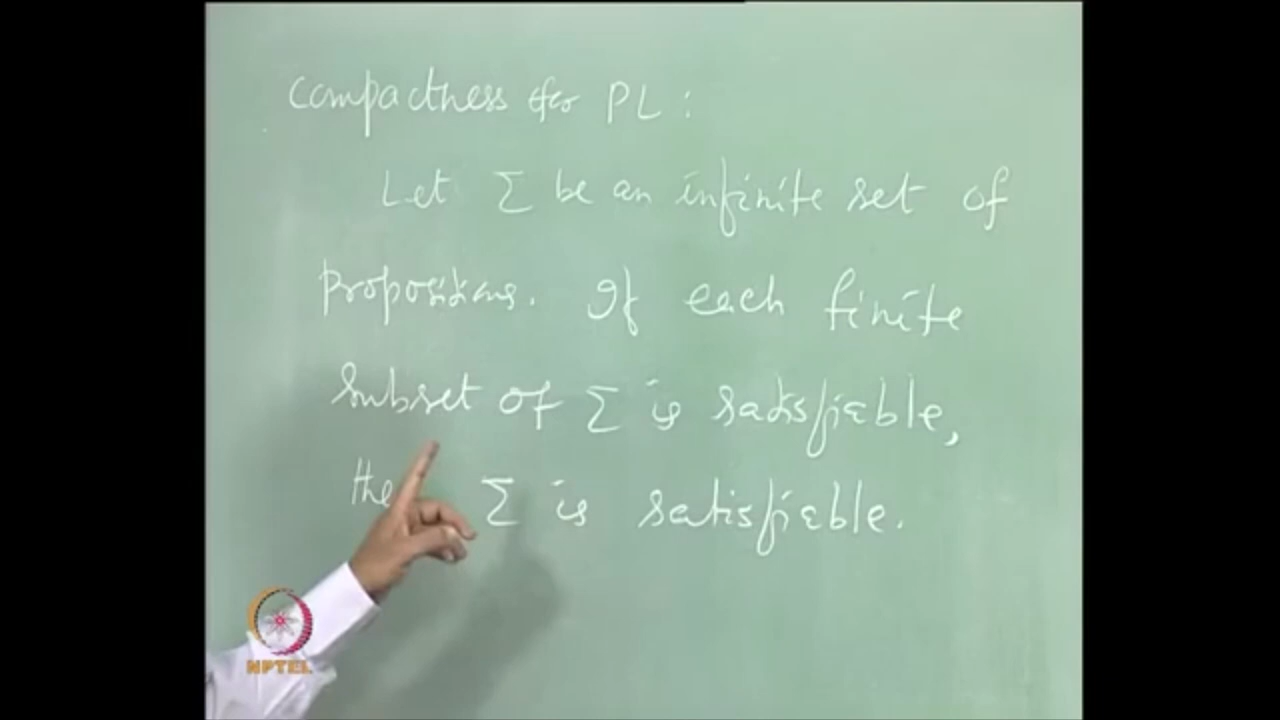 Compactness for PL :
Let Σ be an infinite set of
propositions. If each finite
subset of Σ is satisfiable,
the Σ is satisfiable.
NPTEL